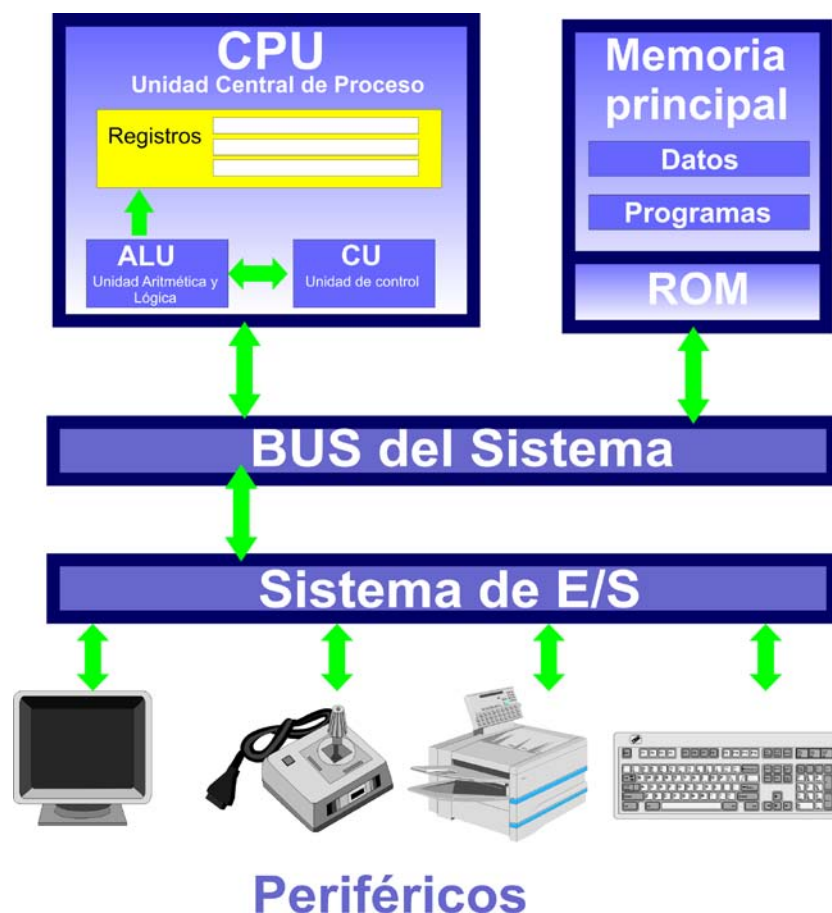 CPU
Unidad Central de Proceso
Registros
ALU
Unidad Aritmética y
Lógica
CU
Unidad de control
Memoria
principal
Datos
Programas
ROM
BUS del Sistema
Sistema de E/S
Periféricos